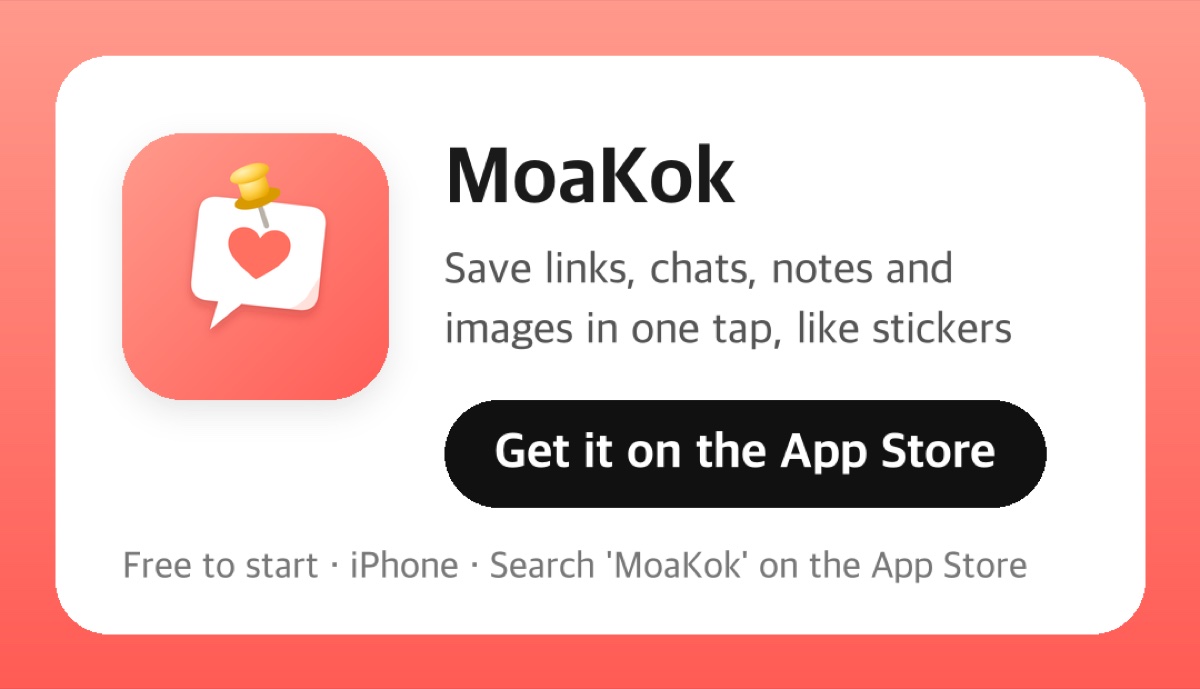 MoaKok
Save links, chats, notes and
images in one tap, like stickers
Get it on the App Store
Free to start · iPhone · Search 'MoaKok' on the App Store